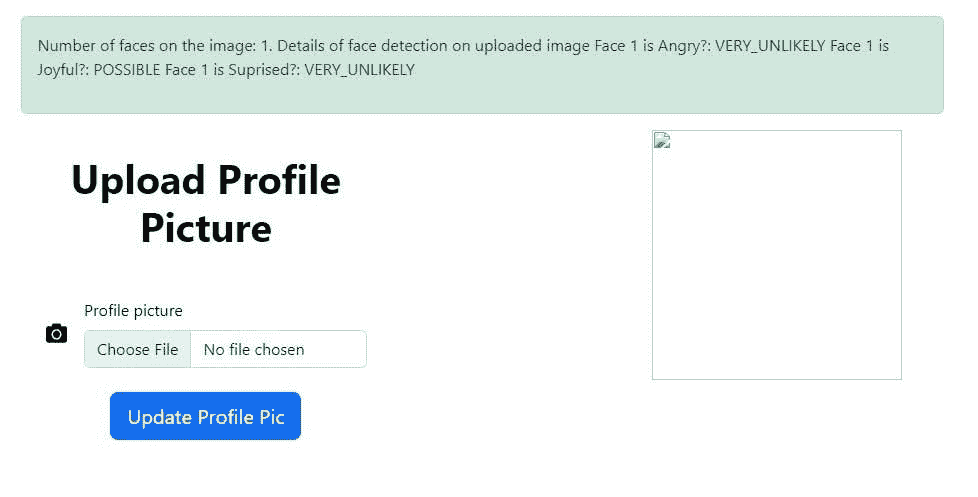 Number of faces on the image: 1. Details of face detection on uploaded image Face 1 is Angry?: VERY_UNLIKELY Face 1 is
Joyful?: POSSIBLE Face 1 is Suprised?: VERY_UNLIKELY
Upload Profile
Picture
Profile picture
Choose File No file chosen
Update Profile Pic